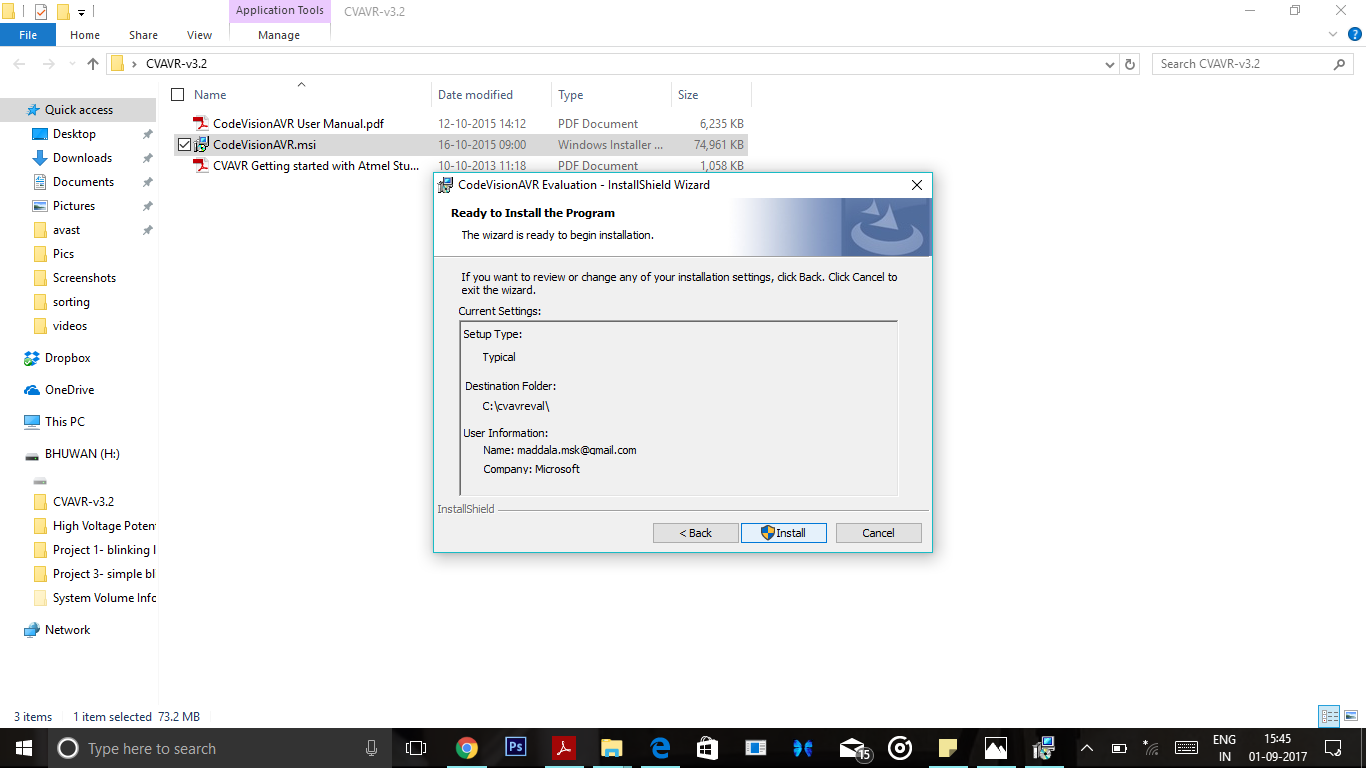 Application Tools
CVAVR-v3.2
File
Home
Share
View
Manage
CVAVR-v3.2
Search CVAVR-v3.2
Name
Date modified
Type
Size
CodeVisionAVR User Manual.pdf 12-10-2015 14:12 PDF Document 6,235 KB
CodeVisionAVR.msi 16-10-2015 09:00 Windows Installer ... 74,961 KB
CVAVR Getting started with Atmel Stu... 10-10-2013 11:18 PDF Document 1,058 KB
Quick access
Desktop
Downloads
Documents
Pictures
avast
Pics
Screenshots
sorting
videos
Dropbox
OneDrive
This PC
BHUWAN (H:)
CVAVR-v3.2
High Voltage Poten
Project 1- blinking l
Project 3- simple bl
System Volume Info
Network
CodeVisionAVR Evaluation - InstallShield Wizard
Ready to Install the Program
The wizard is ready to begin installation.
If you want to review or change any of your installation settings, click Back. Click Cancel to
exit the wizard.
Current Settings:
Setup Type:
Typical
Destination Folder:
C:\cvavreval\
User Information:
Name: maddala.msk@gmail.com
Company: Microsoft
InstallShield
< Back
Install
Cancel
3 items
1 item selected 73.2 MB
Type here to search
Ps
15
ENG
IN
15:45
01-09-2017